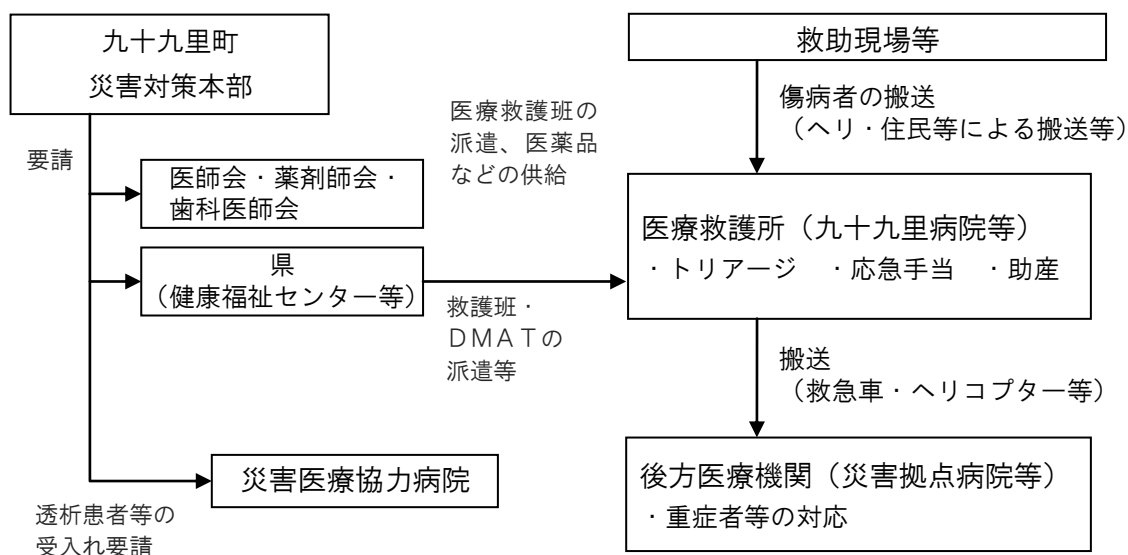 九十九里町
災害対策本部
要請
医師会・薬剤師会・
歯科医師会
県
（健康福祉センター等）
災害医療協力病院
透析患者等の
受入れ要請
医療救護班の
派遣、医薬品
などの供給
救護班・
ＤＭＡＴの
派遣等
救助現場等
傷病者の搬送
（ヘリ・住民等による搬送等）
医療救護所（九十九里病院等）
・トリアージ　・応急手当　・助産
搬送
（救急車・ヘリコプター等）
後方医療機関（災害拠点病院等）
・重症者等の対応